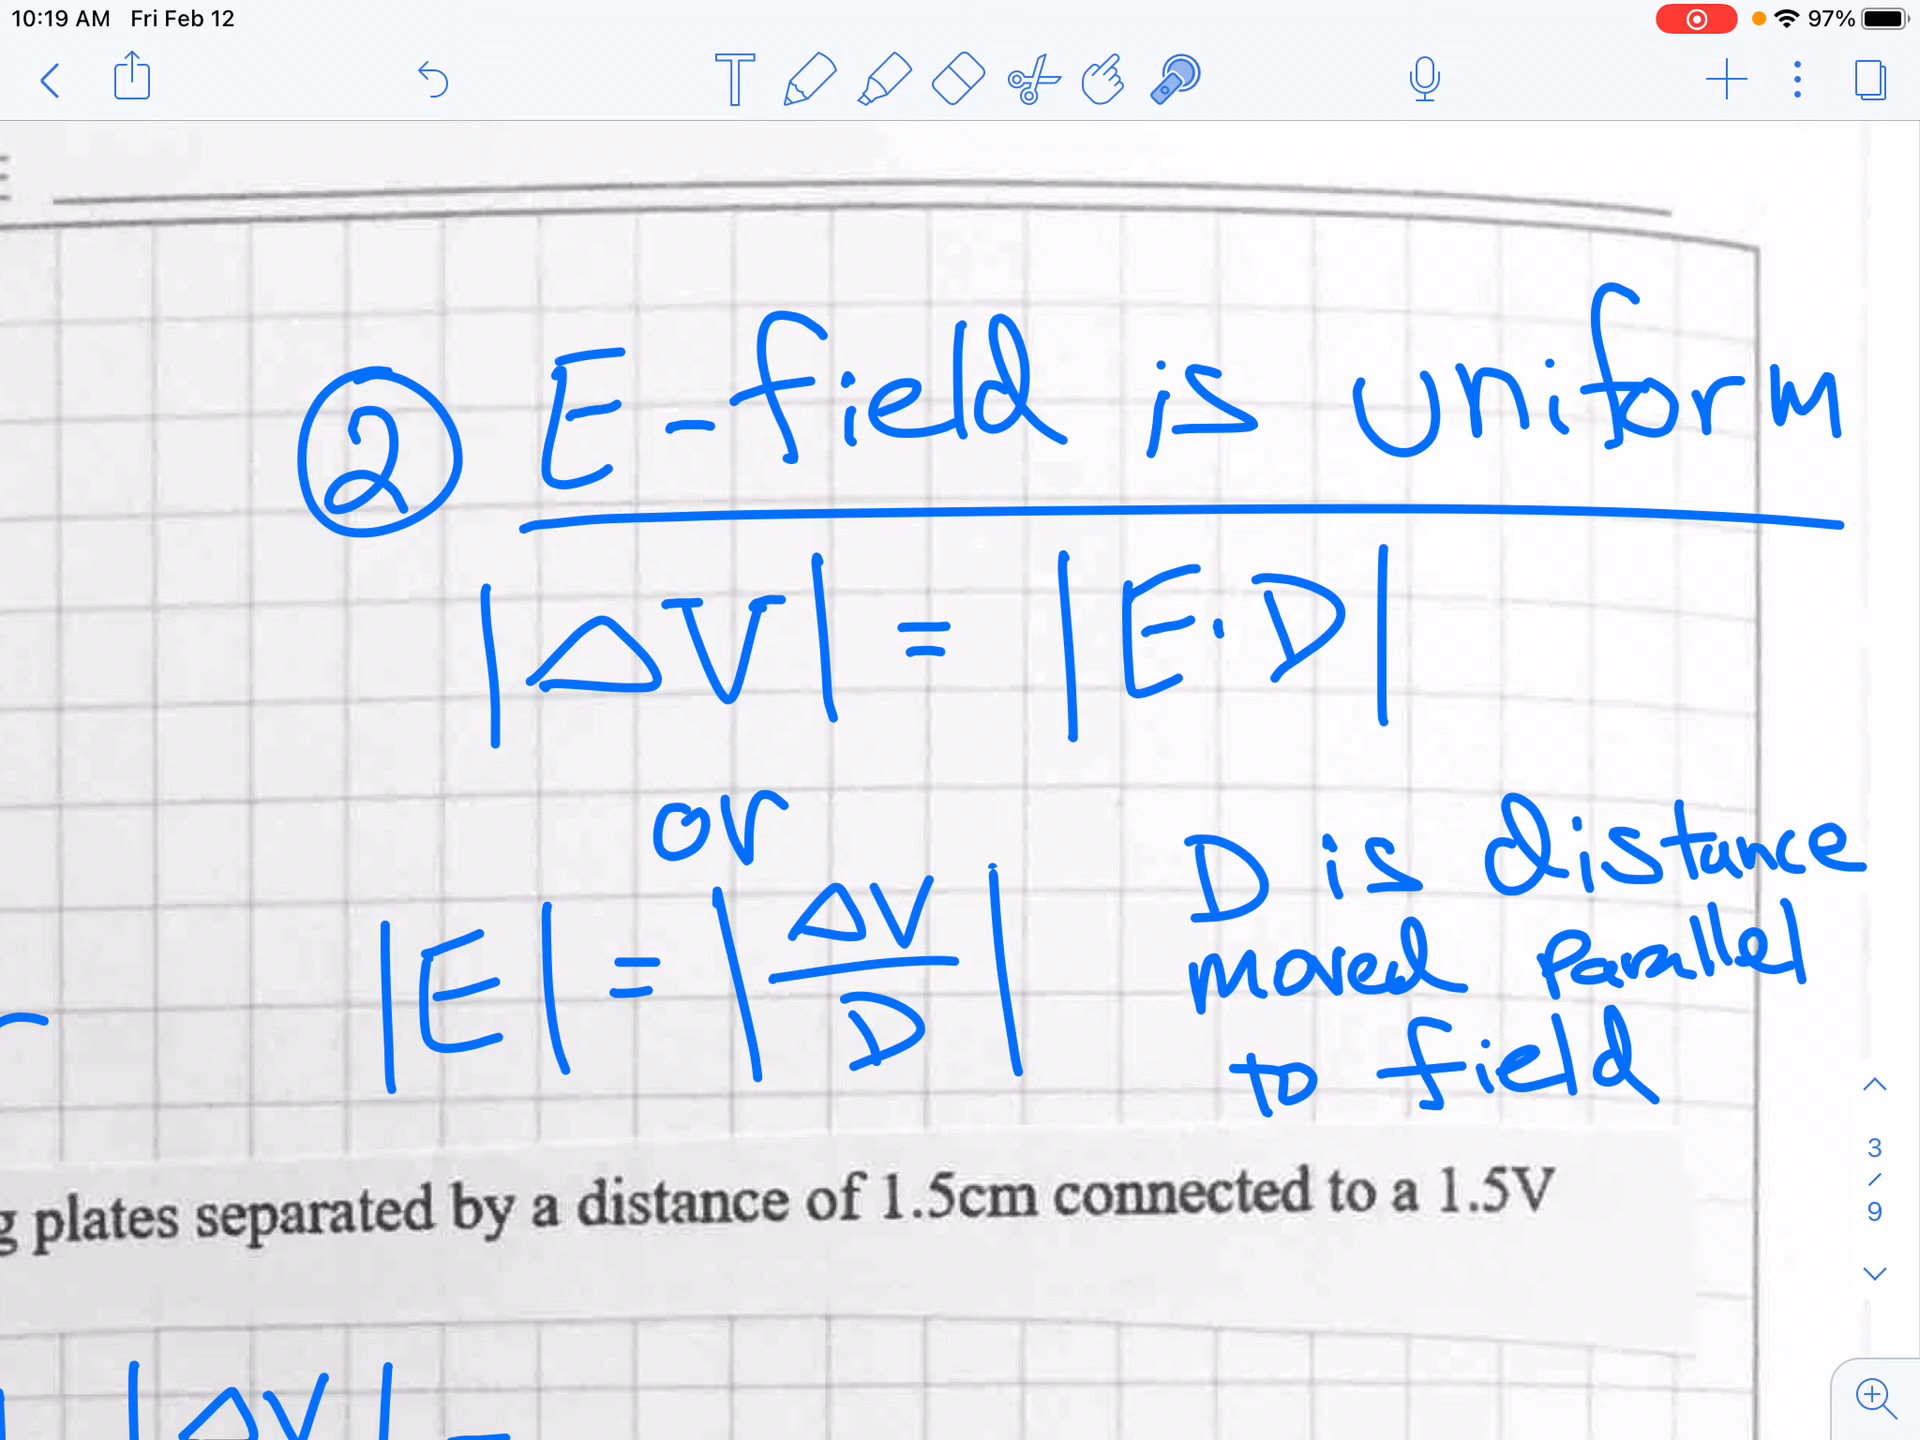 10:19 AM Fri Feb 12 97%
② E-field is uniform
|ΔV| = |E·D|
or
|E| = |ΔV/D|
D is distance
moved parallel
to field
g plates separated by a distance of 1.5cm connected to a 1.5V
|ΔV| =
3
/
9